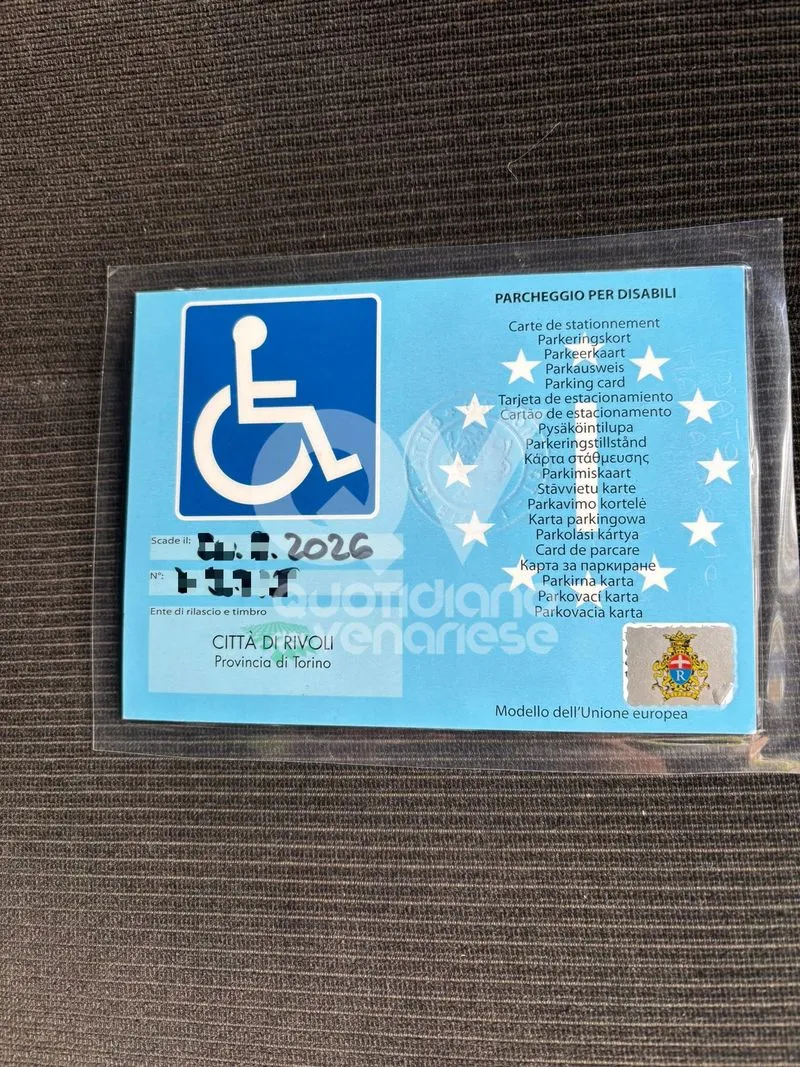 PARCHEGGIO PER DISABILI
Carte de stationnement
Parkeringskort
Parkeerkaart
Parkausweis
Parking card
Tarjeta de estacionamiento
Cartão de estacionamento
Pysäköintilupa
Parkeringstillstånd
Κάρτα στάθμευσης
Parkimiskaart
Stāvvietu karte
Parkavimo kortelė
Karta parkingowa
Parkolási kártya
Card de parcare
Карта за паркиране
Parkirna karta
Parkovací karta
Parkovacia karta
I
Scade il: 2026
N°:
Ente di rilascio e timbro
CITTÀ DI RIVOLI
Provincia di Torino
R
Modello dell'Unione europea
QV
Quotidiano
Venariese